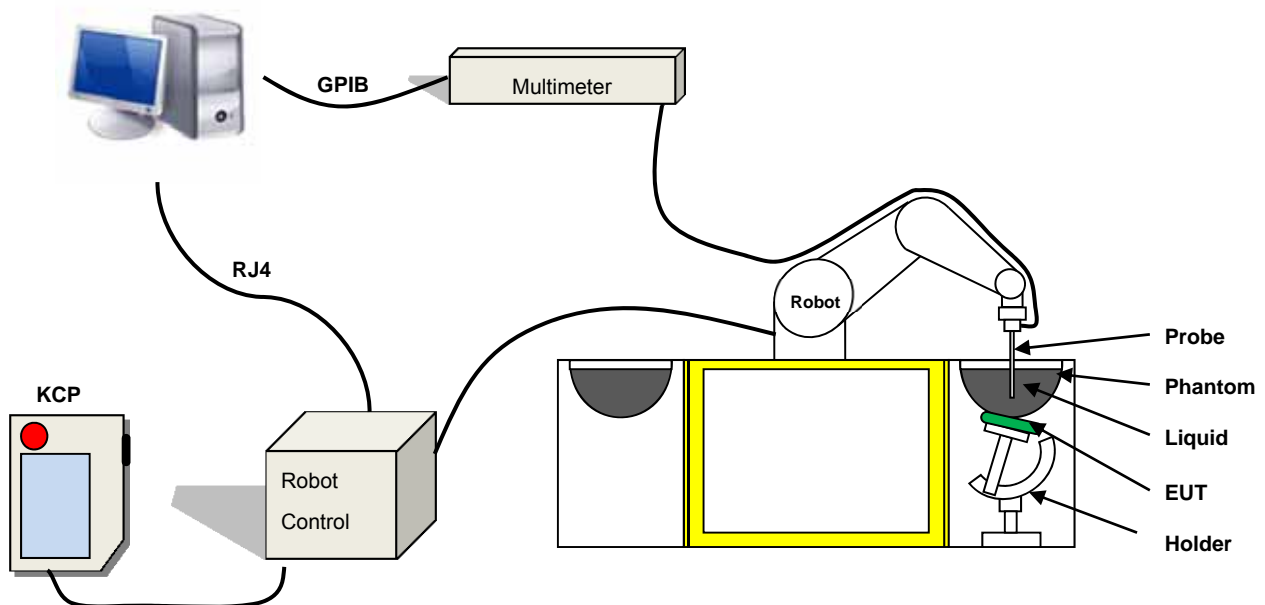 GPIB
Multimeter
RJ4
Robot
Probe
Phantom
KCP
Liquid
Robot
Control
EUT
Holder